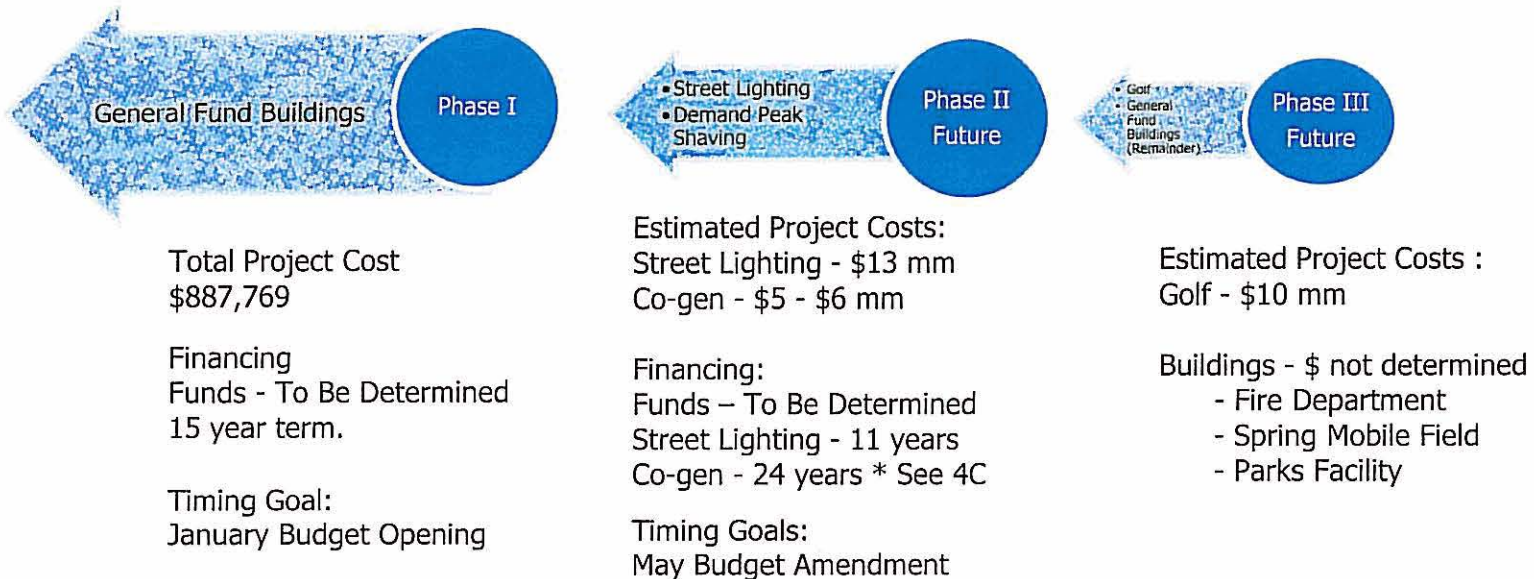 General Fund Buildings
Phase I
Total Project Cost
$887,769
Financing
Funds - To Be Determined
15 year term.
Timing Goal:
January Budget Opening
•Street Lighting
•Demand Peak
Shaving
Phase II
Future
Estimated Project Costs:
Street Lighting - $13 mm
Co-gen - $5 - $6 mm
Financing:
Funds – To Be Determined
Street Lighting - 11 years
Co-gen - 24 years * See 4C
Timing Goals:
May Budget Amendment
• Golf
• General
Fund
Buildings
(Remainder)
Phase III
Future
Estimated Project Costs :
Golf - $10 mm
Buildings - $ not determined
- Fire Department
- Spring Mobile Field
- Parks Facility